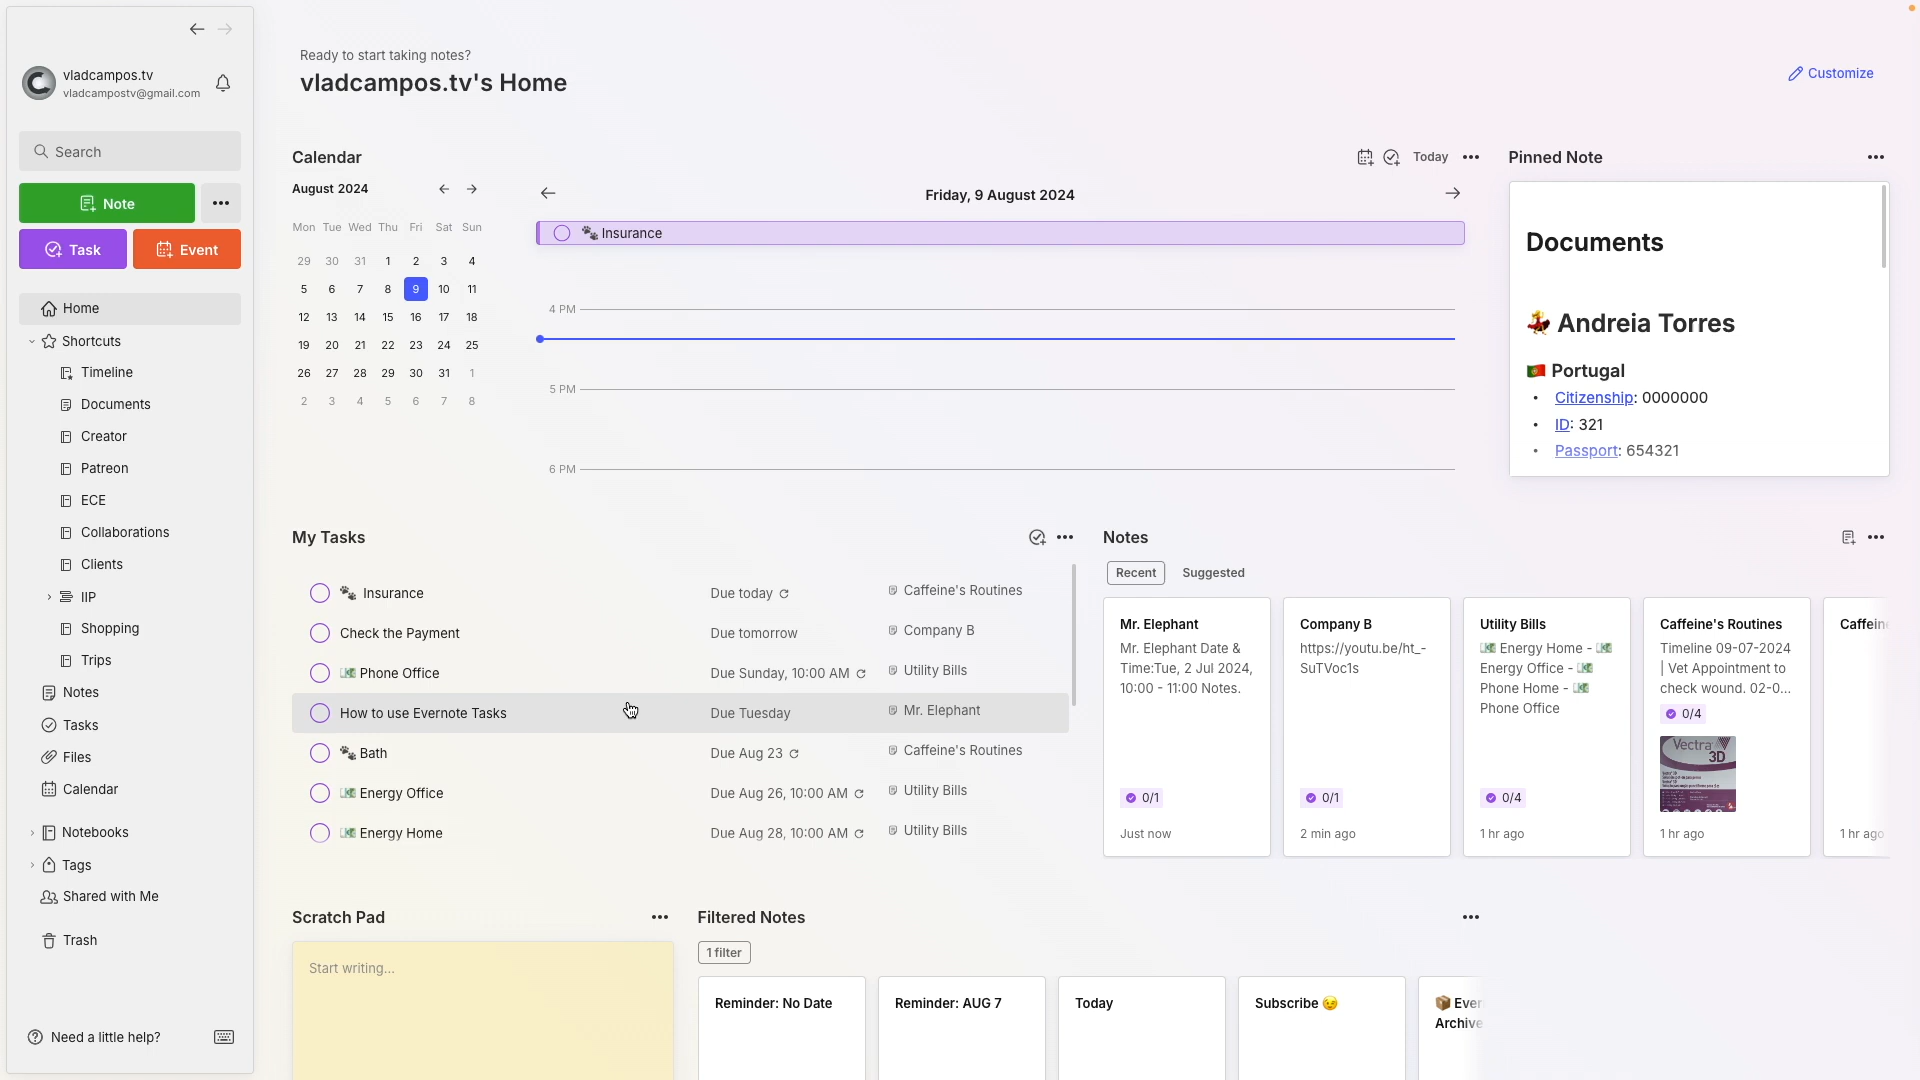 vladcampos.tv
vladcampostv@gmail.com
Search
Note
Task
Event
Home
Shortcuts
Timeline
Documents
Creator
Patreon
ECE
Collaborations
Clients
IIP
Shopping
Trips
Notes
Tasks
Files
Calendar
Notebooks
Tags
Shared with Me
Trash
Need a little help?
Ready to start taking notes?
vladcampos.tv's Home
Customize
Calendar
Today
August 2024
Mon Tue Wed Thu Fri Sat Sun
29 30 31 1 2 3 4
5 6 7 8 9 10 11
12 13 14 15 16 17 18
19 20 21 22 23 24 25
26 27 28 29 30 31 1
2 3 4 5 6 7 8
Friday, 9 August 2024
🐾 Insurance
4 PM
5 PM
6 PM
Pinned Note
Documents
💃 Andreia Torres
🇵🇹 Portugal
• Citizenship: 0000000
• ID: 321
• Passport: 654321
My Tasks
🐾 Insurance Due today Caffeine's Routines
Check the Payment Due tomorrow Company B
💵 Phone Office Due Sunday, 10:00 AM Utility Bills
How to use Evernote Tasks Due Tuesday Mr. Elephant
🐾 Bath Due Aug 23 Caffeine's Routines
💵 Energy Office Due Aug 26, 10:00 AM Utility Bills
💵 Energy Home Due Aug 28, 10:00 AM Utility Bills
Notes
Recent
Suggested
Mr. Elephant
Mr. Elephant Date &
Time:Tue, 2 Jul 2024,
10:00 - 11:00 Notes.
0/1
Just now
Company B
https://youtu.be/ht_-
SuTVoc1s
0/1
2 min ago
Utility Bills
💵 Energy Home - 💵
Energy Office - 💵
Phone Home - 💵
Phone Office
0/4
1 hr ago
Caffeine's Routines
Timeline 09-07-2024
| Vet Appointment to
check wound. 02-0...
0/4
Vectra
3D
1 hr ago
Caffeine
1 hr ago
Scratch Pad
Start writing...
Filtered Notes
1 filter
Reminder: No Date
Reminder: AUG 7
Today
Subscribe 😉
📦 Ever
Archive